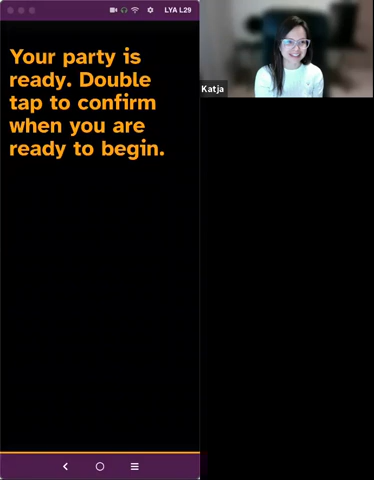 LYA L29
Your party is
ready. Double
tap to confirm
when you are
ready to begin.
Katja